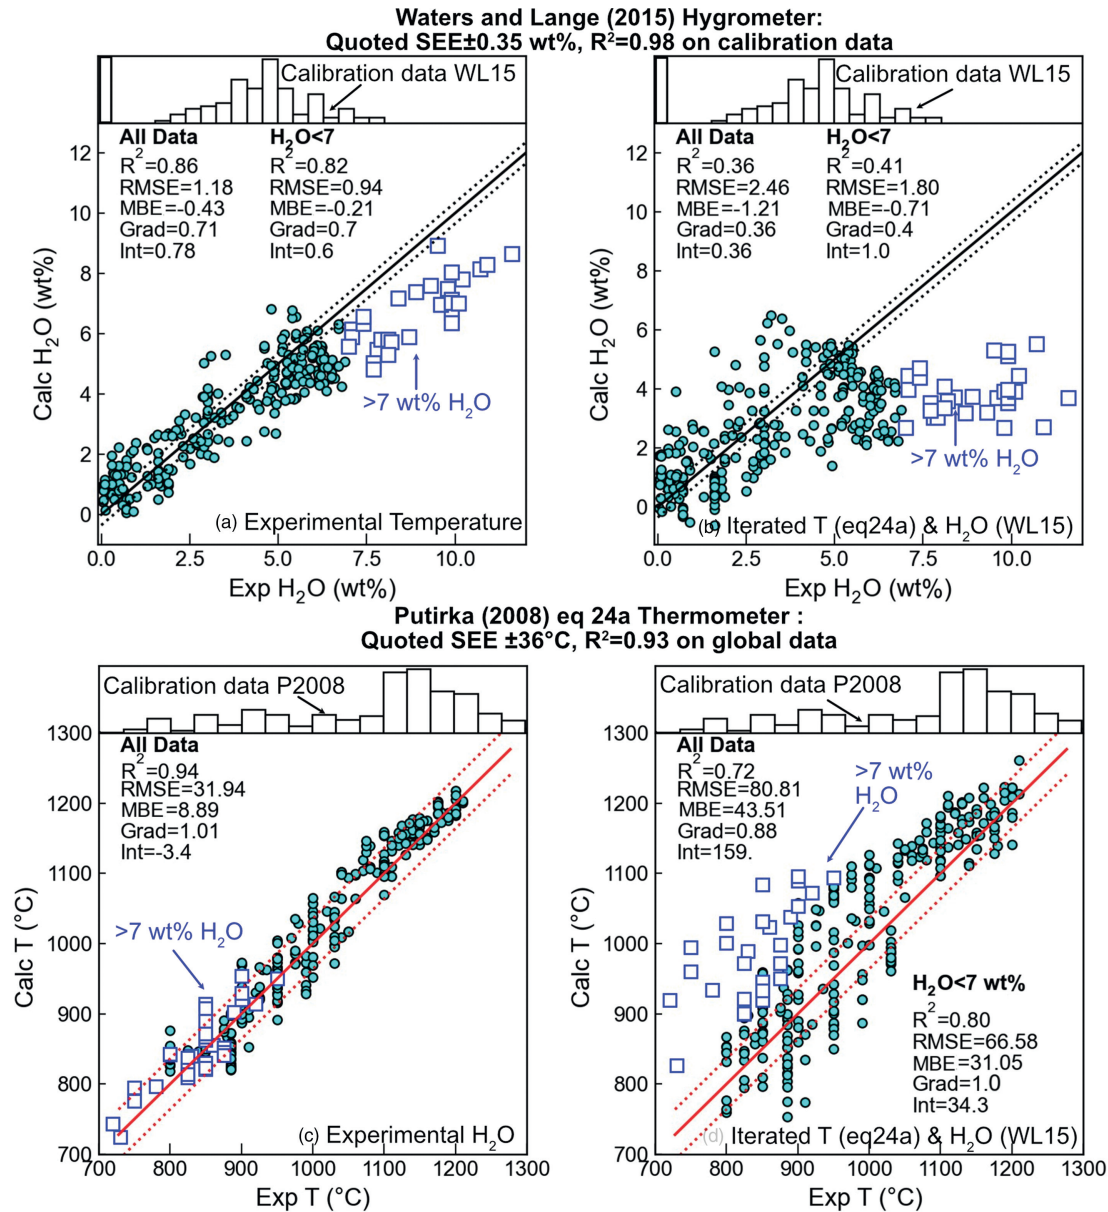 Waters and Lange (2015) Hygrometer:
Quoted SEE±0.35 wt%, R²=0.98 on calibration data
Calibration data WL15
All Data
R²=0.86
RMSE=1.18
MBE=-0.43
Grad=0.71
Int=0.78
H₂O<7
R²=0.82
RMSE=0.94
MBE=-0.21
Grad=0.7
Int=0.6
>7 wt% H₂O
(a) Experimental Temperature
12
10
8
6
4
2
0
Calc H₂O (wt%)
0.0
2.5
5.0
7.5
10.0
Exp H₂O (wt%)
Calibration data WL15
All Data
R²=0.36
RMSE=2.46
MBE=-1.21
Grad=0.36
Int=0.36
H₂O<7
R²=0.41
RMSE=1.80
MBE=-0.71
Grad=0.4
Int=1.0
>7 wt% H₂O
(b) Iterated T (eq24a) & H₂O (WL15)
12
10
8
6
4
2
0
Calc H₂O (wt%)
0.0
2.5
5.0
7.5
10.0
Exp H₂O (wt%)
Putirka (2008) eq 24a Thermometer :
Quoted SEE ±36°C, R²=0.93 on global data
Calibration data P2008
All Data
R²=0.94
RMSE=31.94
MBE=8.89
Grad=1.01
Int=-3.4
>7 wt% H₂O
(c) Experimental H₂O
1300
1200
1100
1000
900
800
700
Calc T (°C)
700
800
900
1000
1100
1200
1300
Exp T (°C)
Calibration data P2008
All Data
R²=0.72
RMSE=80.81
MBE=43.51
Grad=0.88
Int=159.
>7 wt%
H₂O
H₂O<7 wt%
R²=0.80
RMSE=66.58
MBE=31.05
Grad=1.0
Int=34.3
(d) Iterated T (eq24a) & H₂O (WL15)
1300
1200
1100
1000
900
800
700
Calc T (°C)
700
800
900
1000
1100
1200
1300
Exp T (°C)